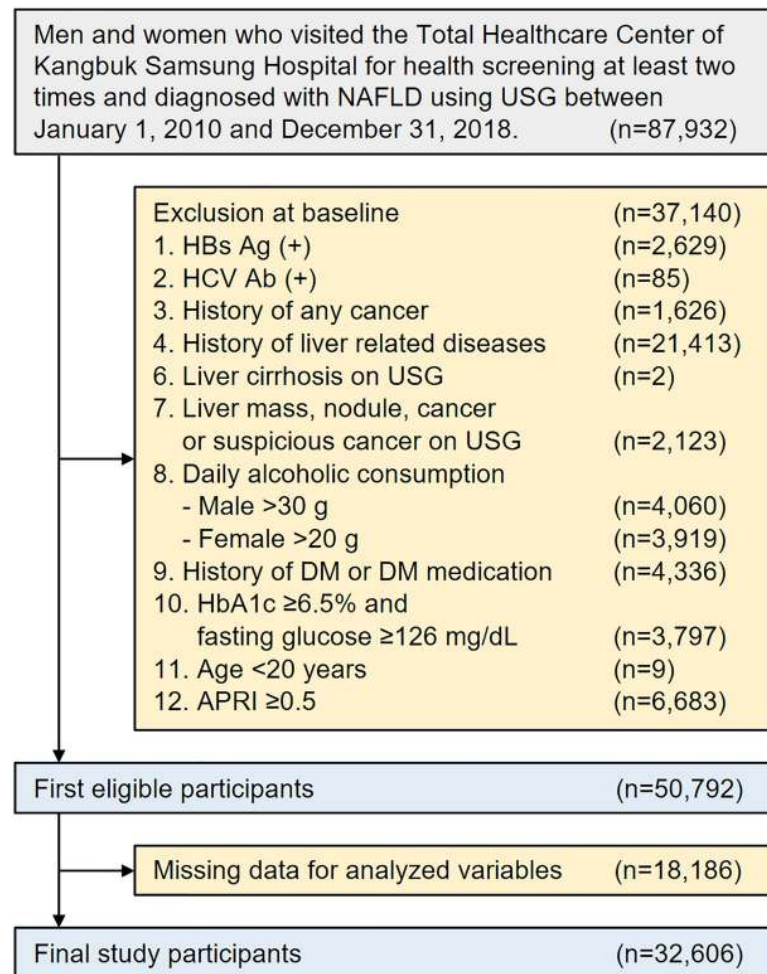 Men and women who visited the Total Healthcare Center of
Kangbuk Samsung Hospital for health screening at least two
times and diagnosed with NAFLD using USG between
January 1, 2010 and December 31, 2018. (n=87,932)
Exclusion at baseline (n=37,140)
1. HBs Ag (+) (n=2,629)
2. HCV Ab (+) (n=85)
3. History of any cancer (n=1,626)
4. History of liver related diseases (n=21,413)
6. Liver cirrhosis on USG (n=2)
7. Liver mass, nodule, cancer
or suspicious cancer on USG (n=2,123)
8. Daily alcoholic consumption
- Male >30 g (n=4,060)
- Female >20 g (n=3,919)
9. History of DM or DM medication (n=4,336)
10. HbA1c ≥6.5% and
fasting glucose ≥126 mg/dL (n=3,797)
11. Age <20 years (n=9)
12. APRI ≥0.5 (n=6,683)
First eligible participants (n=50,792)
Missing data for analyzed variables (n=18,186)
Final study participants (n=32,606)